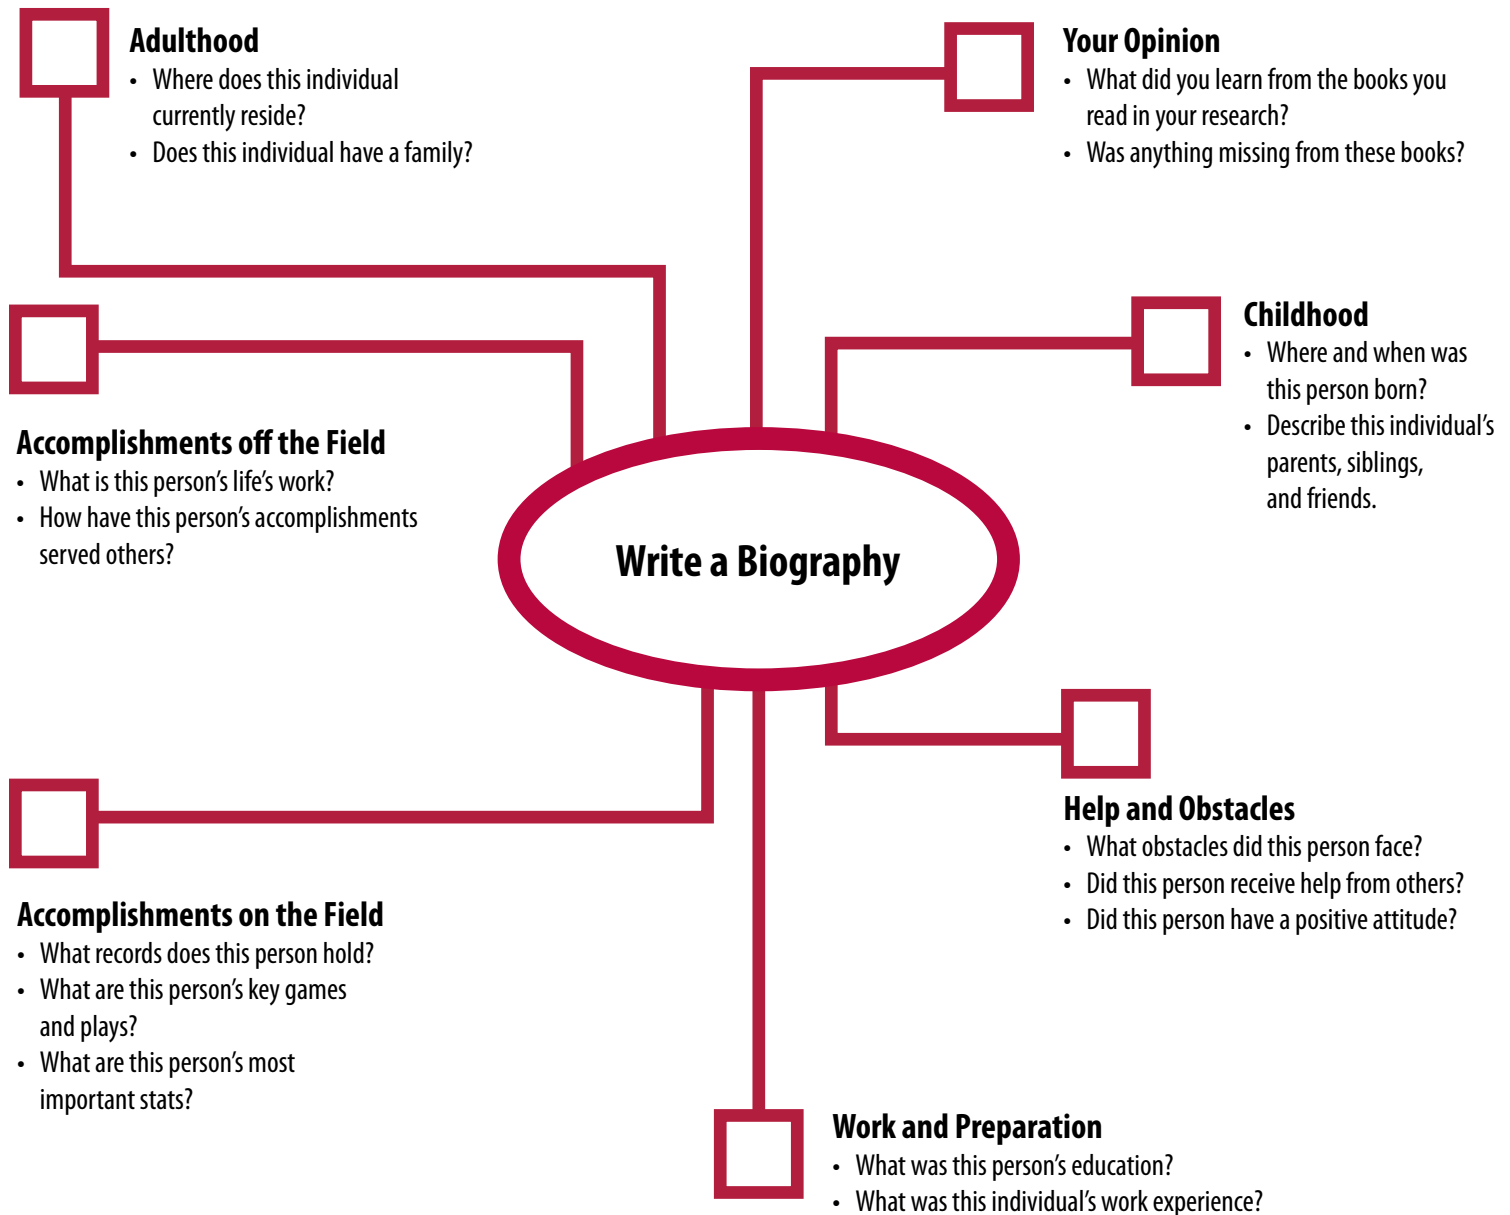 Adulthood
• Where does this individual
currently reside?
• Does this individual have a family?
Your Opinion
• What did you learn from the books you
read in your research?
• Was anything missing from these books?
Childhood
• Where and when was
this person born?
• Describe this individual’s
parents, siblings,
and friends.
Accomplishments off the Field
• What is this person’s life’s work?
• How have this person’s accomplishments
served others?
Write a Biography
Help and Obstacles
• What obstacles did this person face?
• Did this person receive help from others?
• Did this person have a positive attitude?
Accomplishments on the Field
• What records does this person hold?
• What are this person’s key games
and plays?
• What are this person’s most
important stats?
Work and Preparation
• What was this person’s education?
• What was this individual’s work experience?